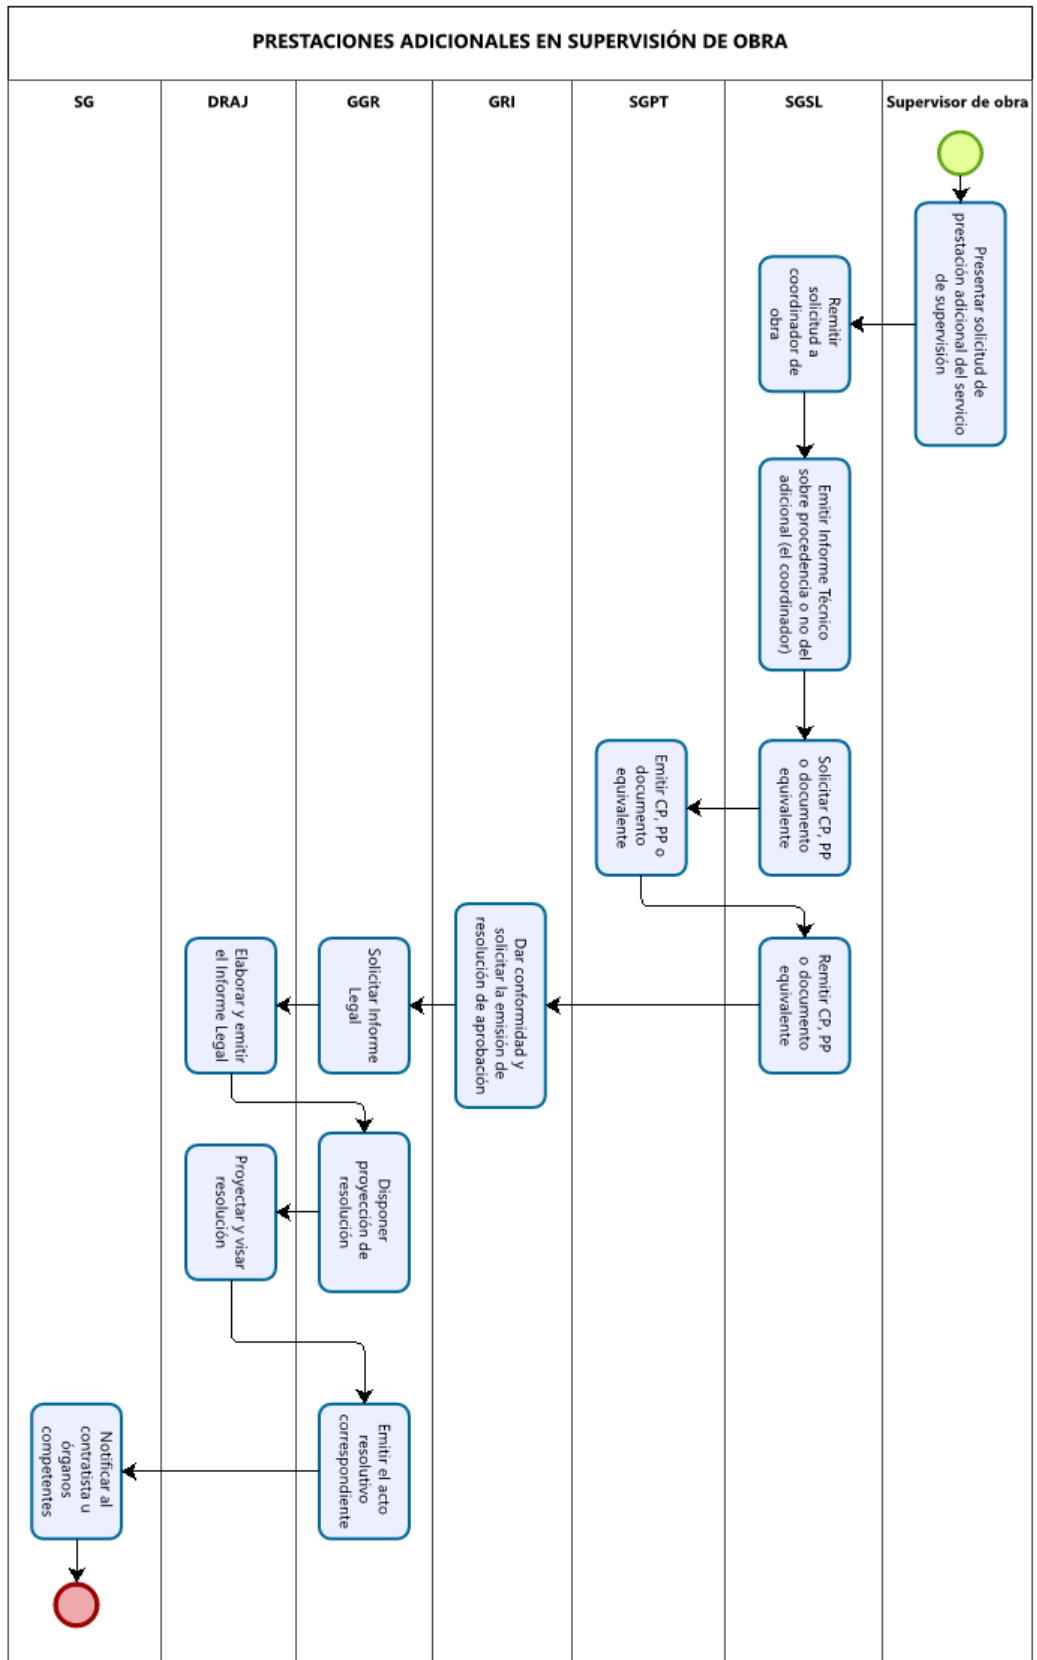 PRESTACIONES ADICIONALES EN SUPERVISIÓN DE OBRA
SG
DRAJ
GGR
GRI
SGPT
SGSL
Supervisor de obra
Presentar solicitud de
prestación adicional del servicio
de supervisión
Remitir
solicitud a
coordinador de
obra
Emitir Informe Técnico
sobre procedencia o no del
adicional (el coordinador)
Solicitar CP, PP
o documento
equivalente
Emitir CP, PP o
documento
equivalente
Remitir CP, PP
o documento
equivalente
Dar conformidad y
solicitar la emisión de
resolución de aprobación
Solicitar Informe
Legal
Elaborar y emitir
el Informe Legal
Disponer
proyección de
resolución
Proyectar y visar
resolución
Emitir el acto
resolutivo
correspondiente
Notificar al
contratista u
órganos
competentes